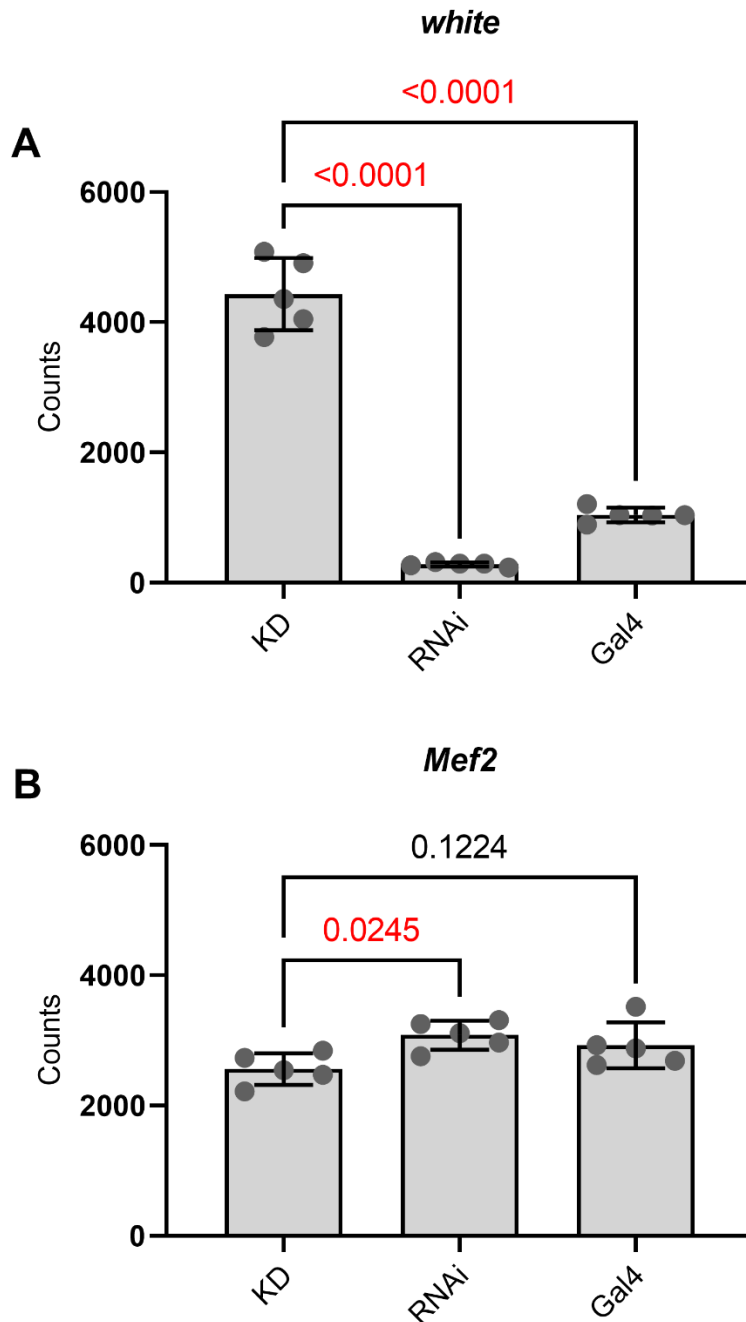 white
<0.0001
A
<0.0001
6000
4000
Counts
2000
0
KD
RNAi
Gal4
Mef2
B
6000
0.1224
0.0245
4000
Counts
2000
0
KD
RNAi
Gal4